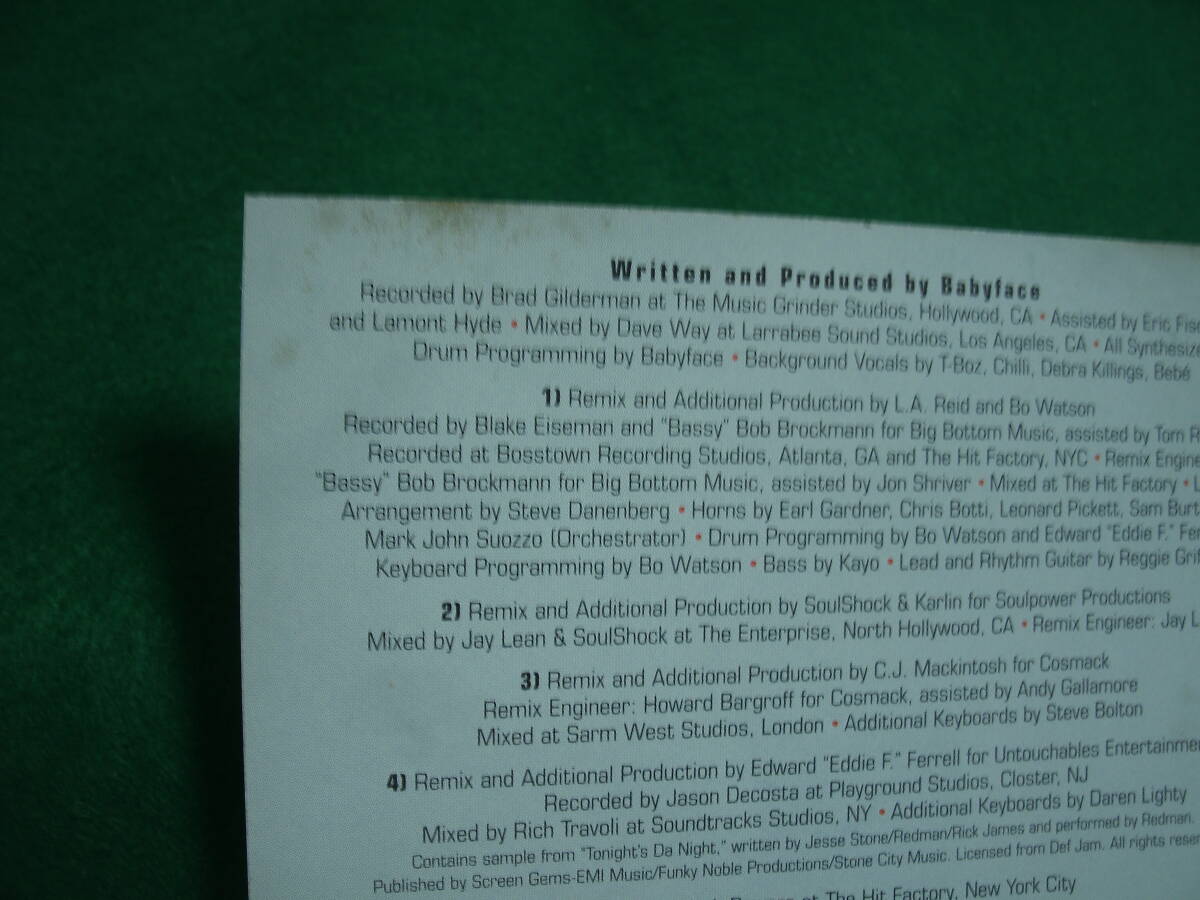 Written and Produced by Babyface
Recorded by Brad Gilderman at The Music Grinder Studios, Hollywood, CA • Assisted by Eric
and Lamont Hyde • Mixed by Dave Way at Larrabee Sound Studios, Los Angeles, CA • All
Drum Programming by Babyface • Background Vocals by T-Boz, Chilli, Debra Killings, Bebé
1) Remix and Additional Production by L.A. Reid and Bo Watson
Recorded by Blake Eiseman and "Bassy" Bob Brockmann for Big Bottom Music, assisted by Tom
Recorded at Bosstown Recording Studios, Atlanta, GA and The Hit Factory, NYC • Remix
"Bassy" Bob Brockmann for Big Bottom Music, assisted by Jon Shriver • Mixed at The Hit Factory •
Arrangement by Steve Danenberg • Horns by Earl Gardner, Chris Botti, Leonard Pickett, Sam
Mark John Suozzo (Orchestrator) • Drum Programming by Bo Watson and Edward "Eddie F."
Keyboard Programming by Bo Watson • Bass by Kayo • Lead and Rhythm Guitar by Reggie
2) Remix and Additional Production by SoulShock & Karlin for Soulpower Productions
Mixed by Jay Lean & SoulShock at The Enterprise, North Hollywood, CA • Remix Engineer: Jay
3) Remix and Additional Production by C.J. Mackintosh for Cosmack
Remix Engineer: Howard Bargroff for Cosmack, assisted by Andy Gallamore
Mixed at Sarm West Studios, London • Additional Keyboards by Steve Bolton
4) Remix and Additional Production by Edward "Eddie F." Ferrell for Untouchables
Recorded by Jason Decosta at Playground Studios, Closter, NJ
Mixed by Rich Travoli at Soundtracks Studios, NY • Additional Keyboards by Daren Lighty
Contains sample from "Tonight's Da Night," written by Jesse Stone/Redman/Rick James and performed by Redman.
Published by Screen Gems-EMI Music/Funky Noble Productions/Stone City Music. Licensed from Def Jam. All rights
at The Hit Factory, New York City